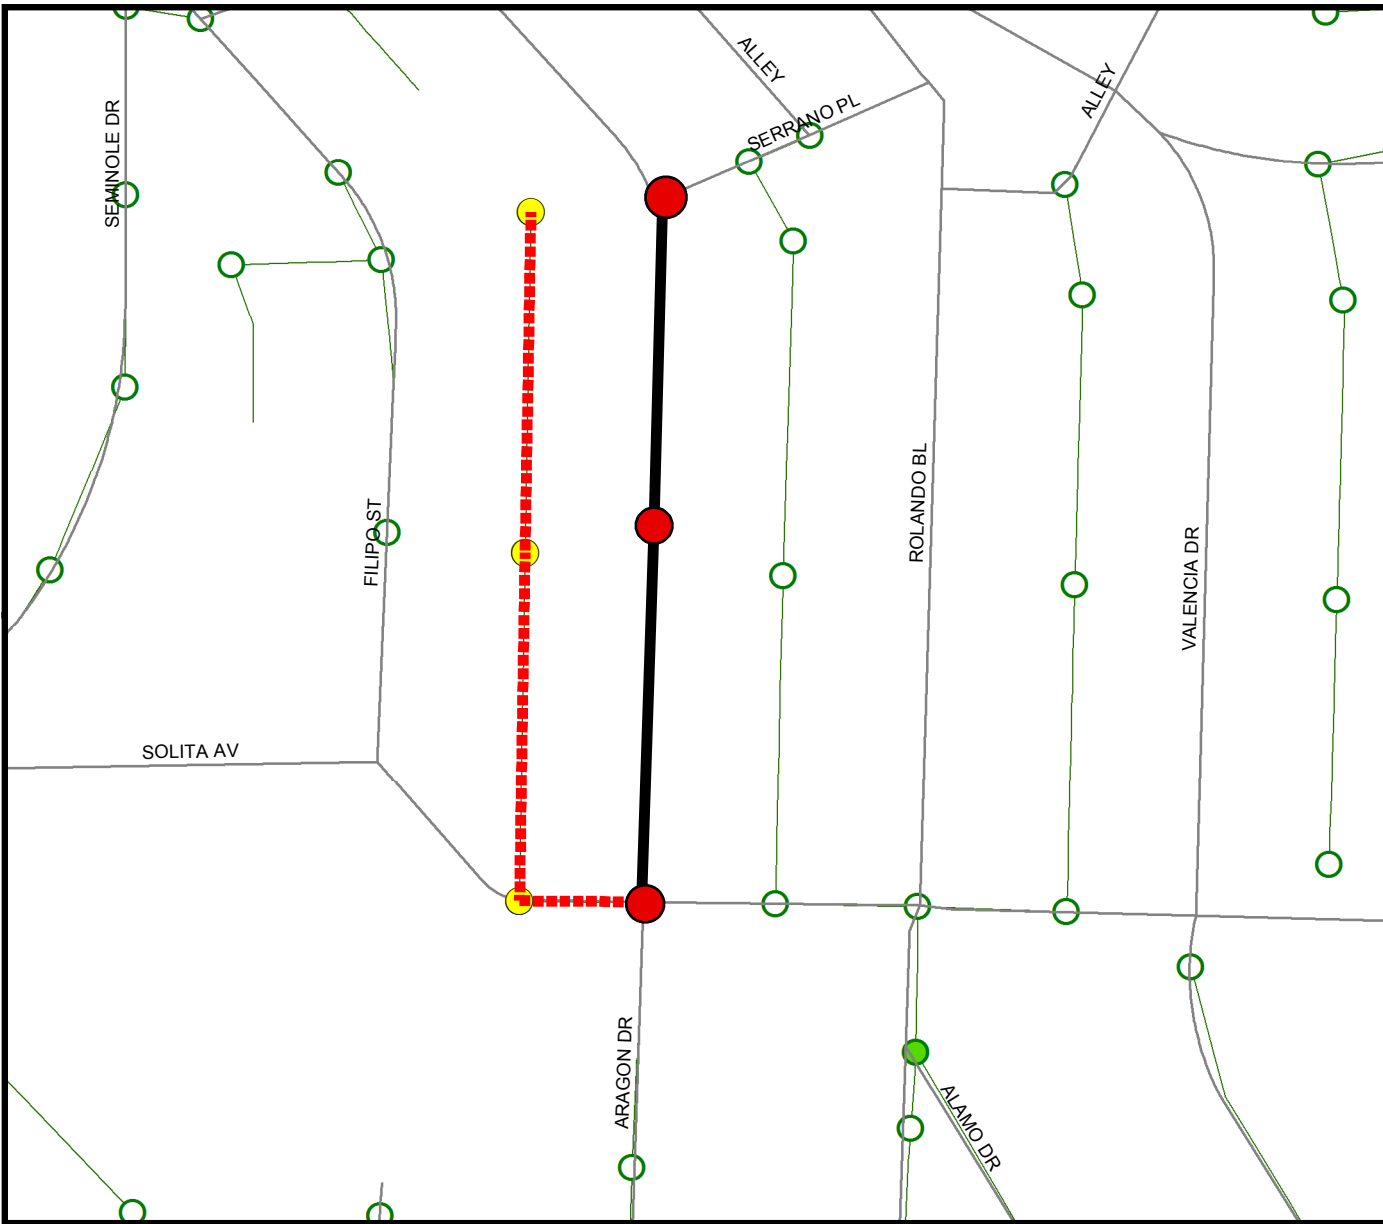 ALLEY
ALLEY
SERRANO PL
SEMINOLE DR
ROLANDO BL
FILIPO ST
VALENCIA DR
SOLITA AV
ARAGON DR
ALAMO DR